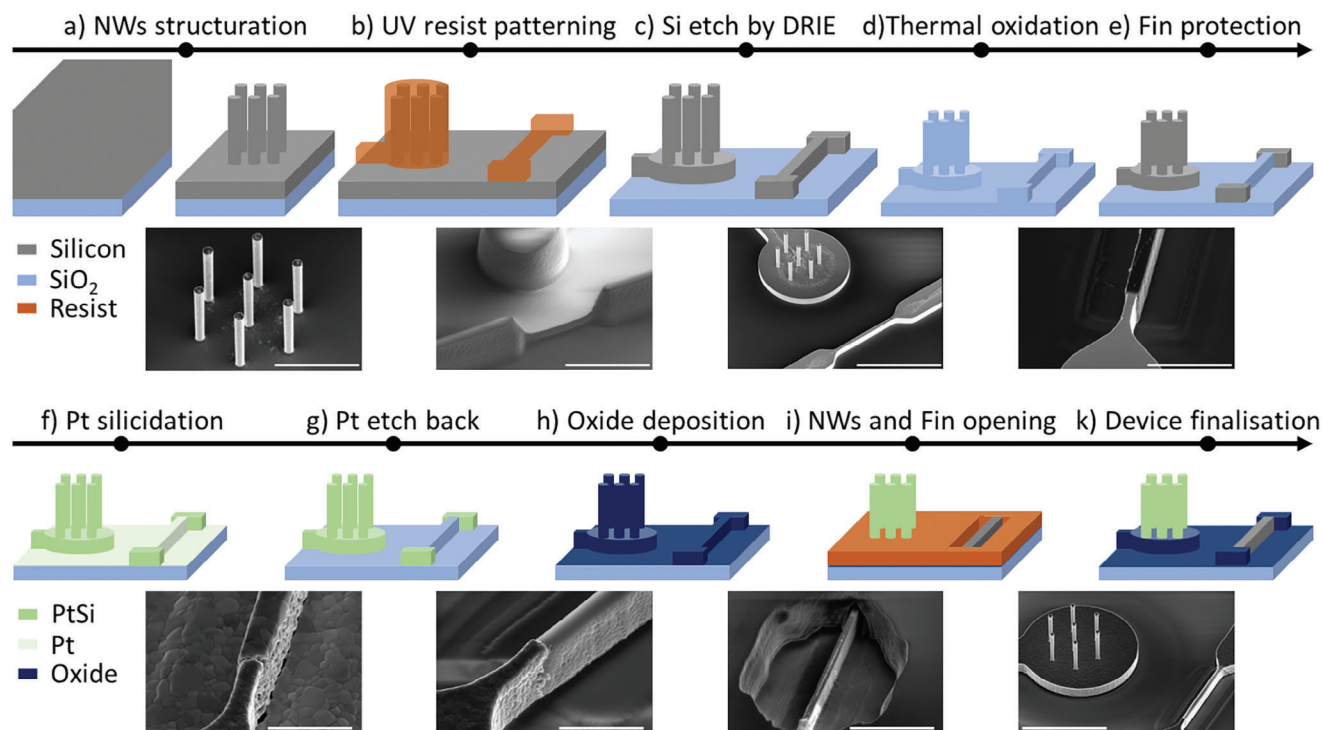 a) NWs structuration
b) UV resist patterning
c) Si etch by DRIE
d)Thermal oxidation
e) Fin protection
Silicon
SiO2
Resist
f) Pt silicidation
g) Pt etch back
h) Oxide deposition
i) NWs and Fin opening
k) Device finalisation
PtSi
Pt
Oxide